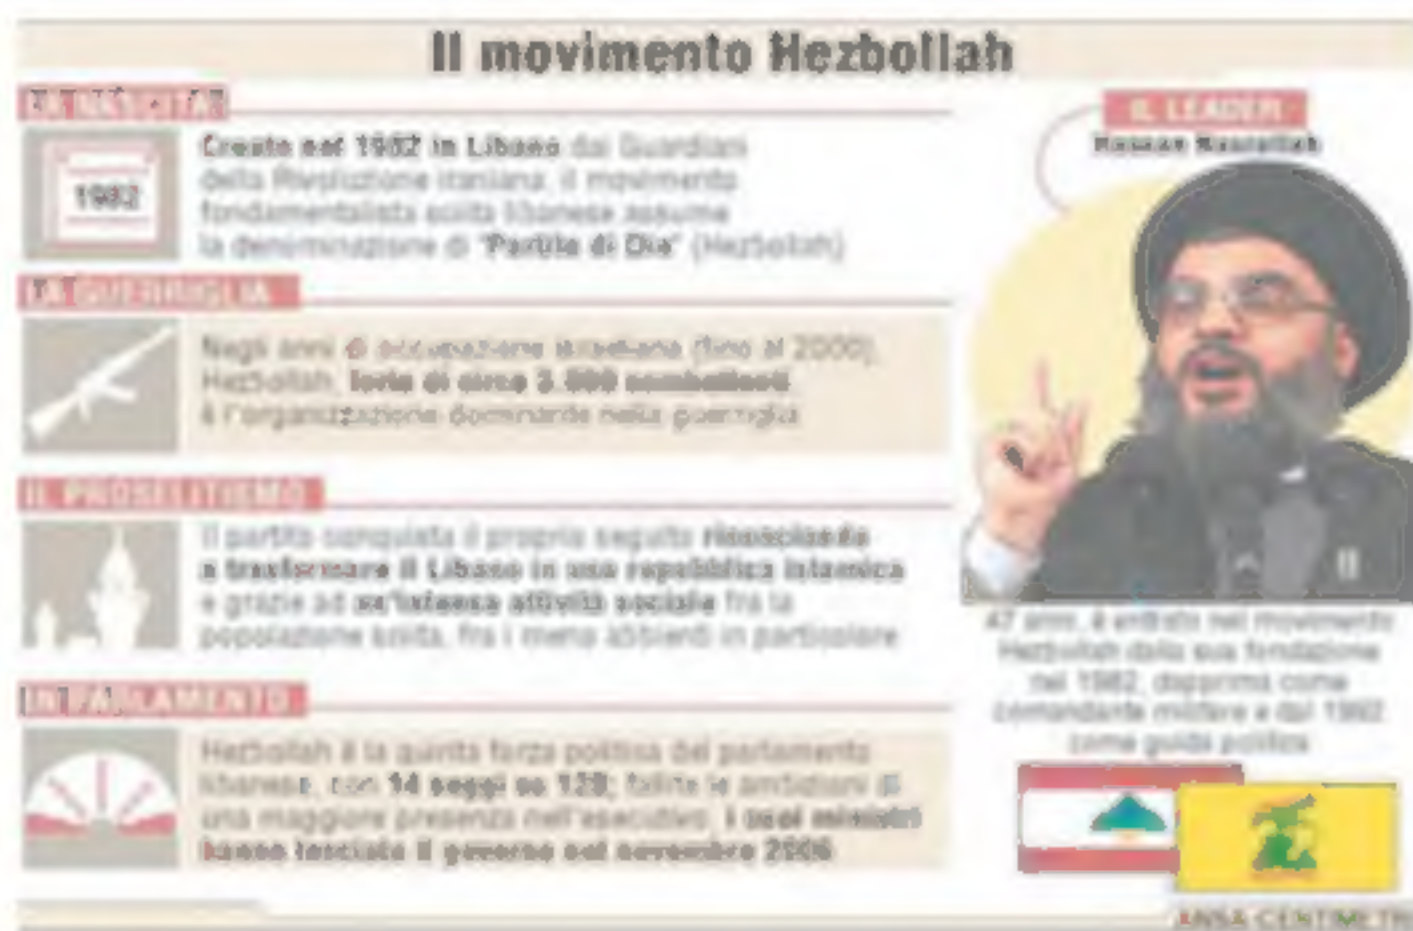 Il movimento Hezbollah
LA NASCITA
1982
Creato nel 1982 in Libano dai Guardiani
della Rivoluzione iraniana, il movimento
fondamentalista sciita libanese assume
la denominazione di "Partito di Dio" (Hezbollah)
LA GUERRIGLIA
Negli anni di occupazione israeliana (fino al 2000),
Hezbollah, forte di circa 5.000 combattenti
è l'organizzazione dominante nella guerriglia
IL PROSELITISMO
Il partito conquista il proprio seguito rinunciando
a trasformare il Libano in una repubblica islamica
e grazie ad un'intensa attività sociale fra la
popolazione sciita, fra i meno abbienti in particolare
IN PARLAMENTO
Hezbollah è la quinta forza politica del parlamento
libanese, con 14 seggi su 128; fallite le ambizioni di
una maggiore presenza nell'esecutivo, i suoi ministri
hanno lasciato il governo nel novembre 2006
IL LEADER
Hassan Nasrallah
47 anni, è entrato nel movimento
Hezbollah dalla sua fondazione
nel 1982, dapprima come
comandante militare e dal 1992
come guida politica
ANSA-CENTIMETRI